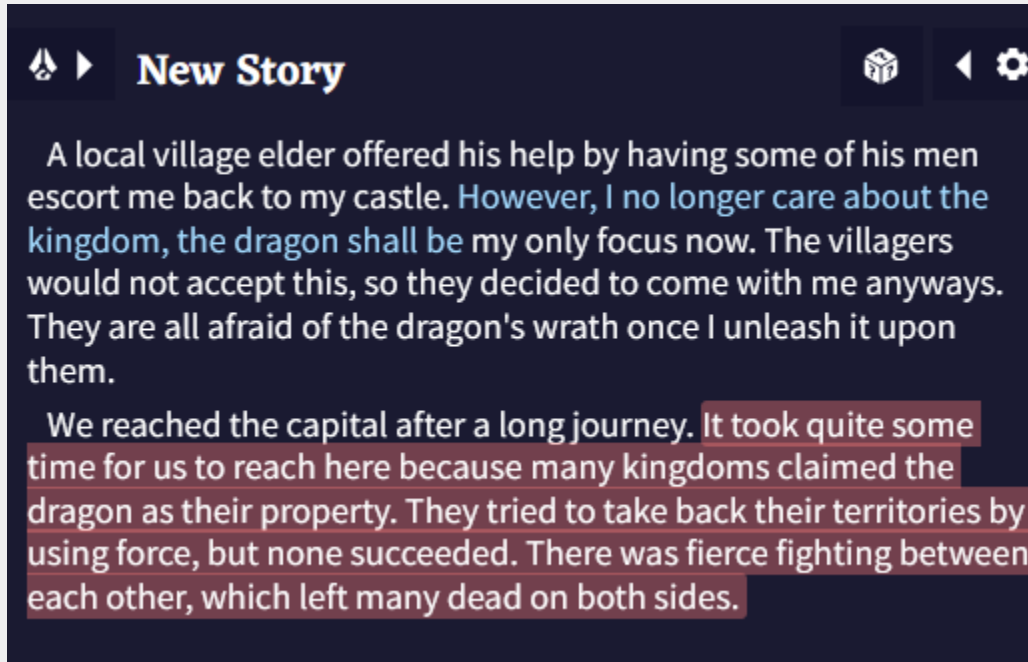 New Story
A local village elder offered his help by having some of his men
escort me back to my castle. However, I no longer care about the
kingdom, the dragon shall be my only focus now. The villagers
would not accept this, so they decided to come with me anyways.
They are all afraid of the dragon's wrath once I unleash it upon
them.
We reached the capital after a long journey. It took quite some
time for us to reach here because many kingdoms claimed the
dragon as their property. They tried to take back their territories by
using force, but none succeeded. There was fierce fighting between
each other, which left many dead on both sides.